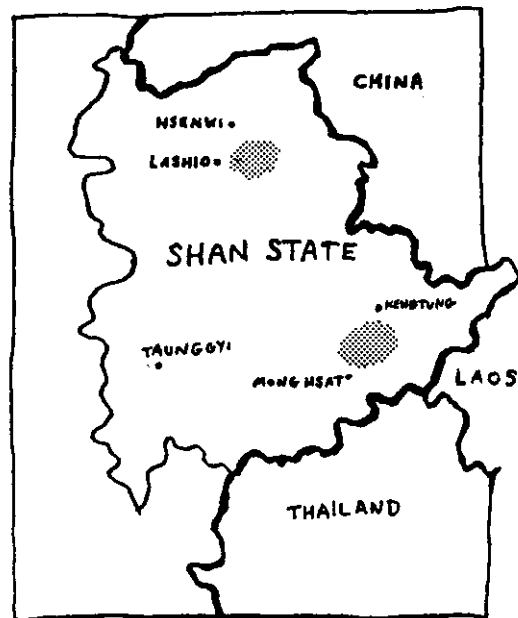 CHINA
HSENWI
LASHIO
SHAN STATE
KENGTUNG
TAUNGGYI
MONG HSAT
LAOS
THAILAND